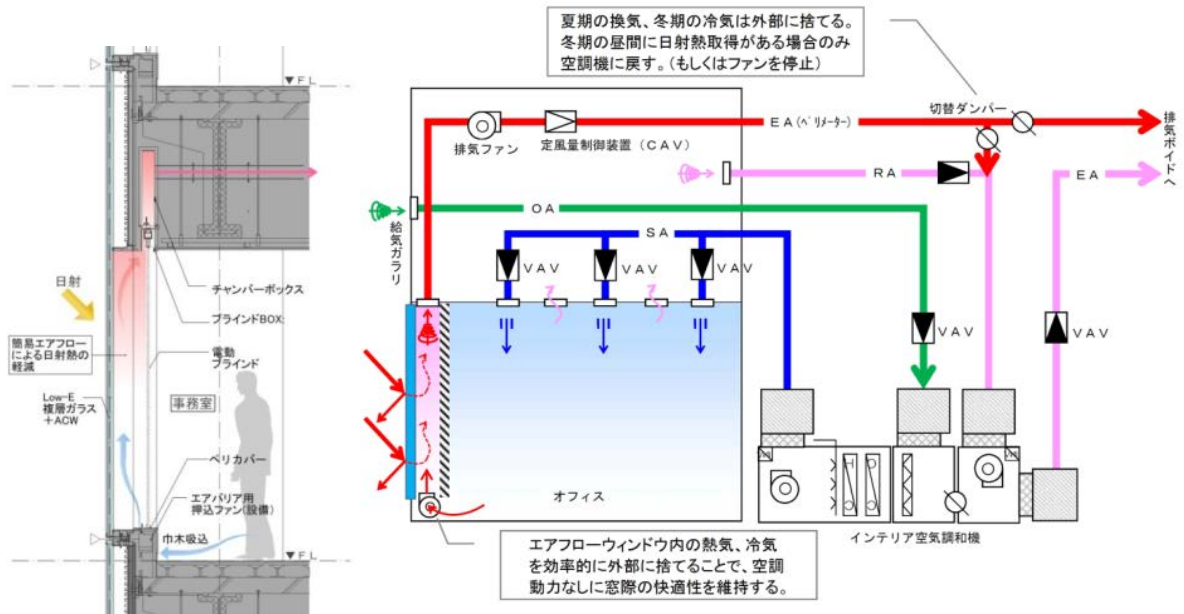 ▼FL
日射
簡易エアフロー
による日射熱の
軽減
Low-E
複層ガラス
+ACW
チャンバーボックス
ブラインドBOX
電動
ブラインド
事務室
ペリカバー
エアバリア用
押込ファン(設備)
巾木吸込
▼FL
夏期の換気、冬期の冷気は外部に捨てる。
冬期の昼間に日射熱取得がある場合のみ
空調機に戻す。(もしくはファンを停止)
切替ダンパー
排気ファン
定風量制御装置(CAV)
EA(ペリメーター)
排気ボイドへ
RA
EA
OA
SA
給気ガラリ
VAV
VAV
VAV
VAV
VAV
オフィス
インテリア空気調和機
エアフローウィンドウ内の熱気、冷気
を効率的に外部に捨てることで、空調
動力なしに窓際の快適性を維持する。